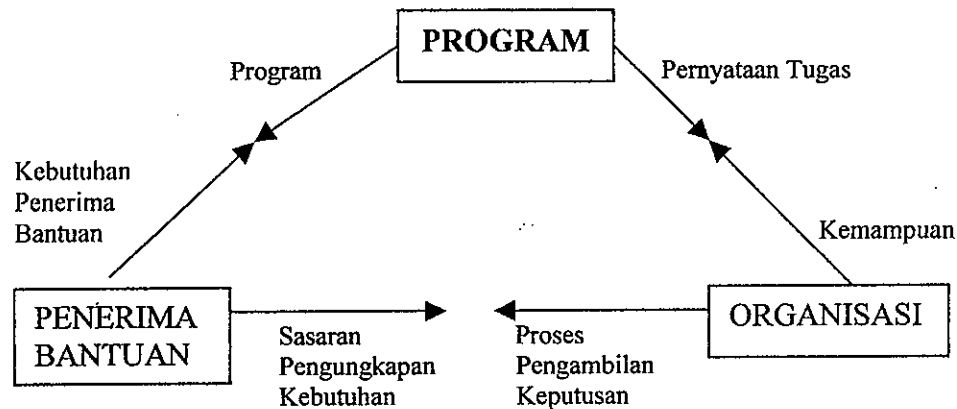 PROGRAM
Program
Pernyataan Tugas
Kebutuhan
Penerima
Bantuan
Kemampuan
PENERIMA
BANTUAN
ORGANISASI
Sasaran
Pengungkapan
Kebutuhan
Proses
Pengambilan
Keputusan